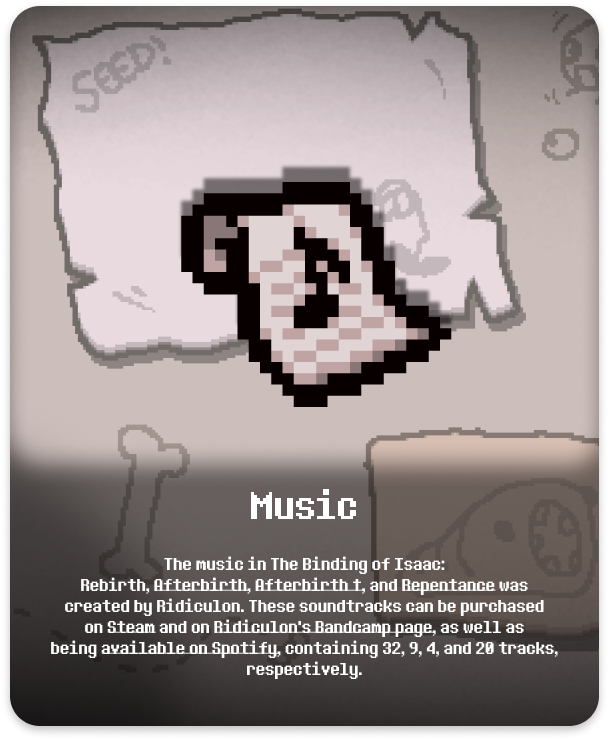 SEED!
Music
The music in The Binding of Isaac:
Rebirth, Afterbirth, Afterbirth †, and Repentance was
created by Ridiculon. These soundtracks can be purchased
on Steam and on Ridiculon's Bandcamp page, as well as
being available on Spotify, containing 32, 9, 4, and 20 tracks,
respectively.